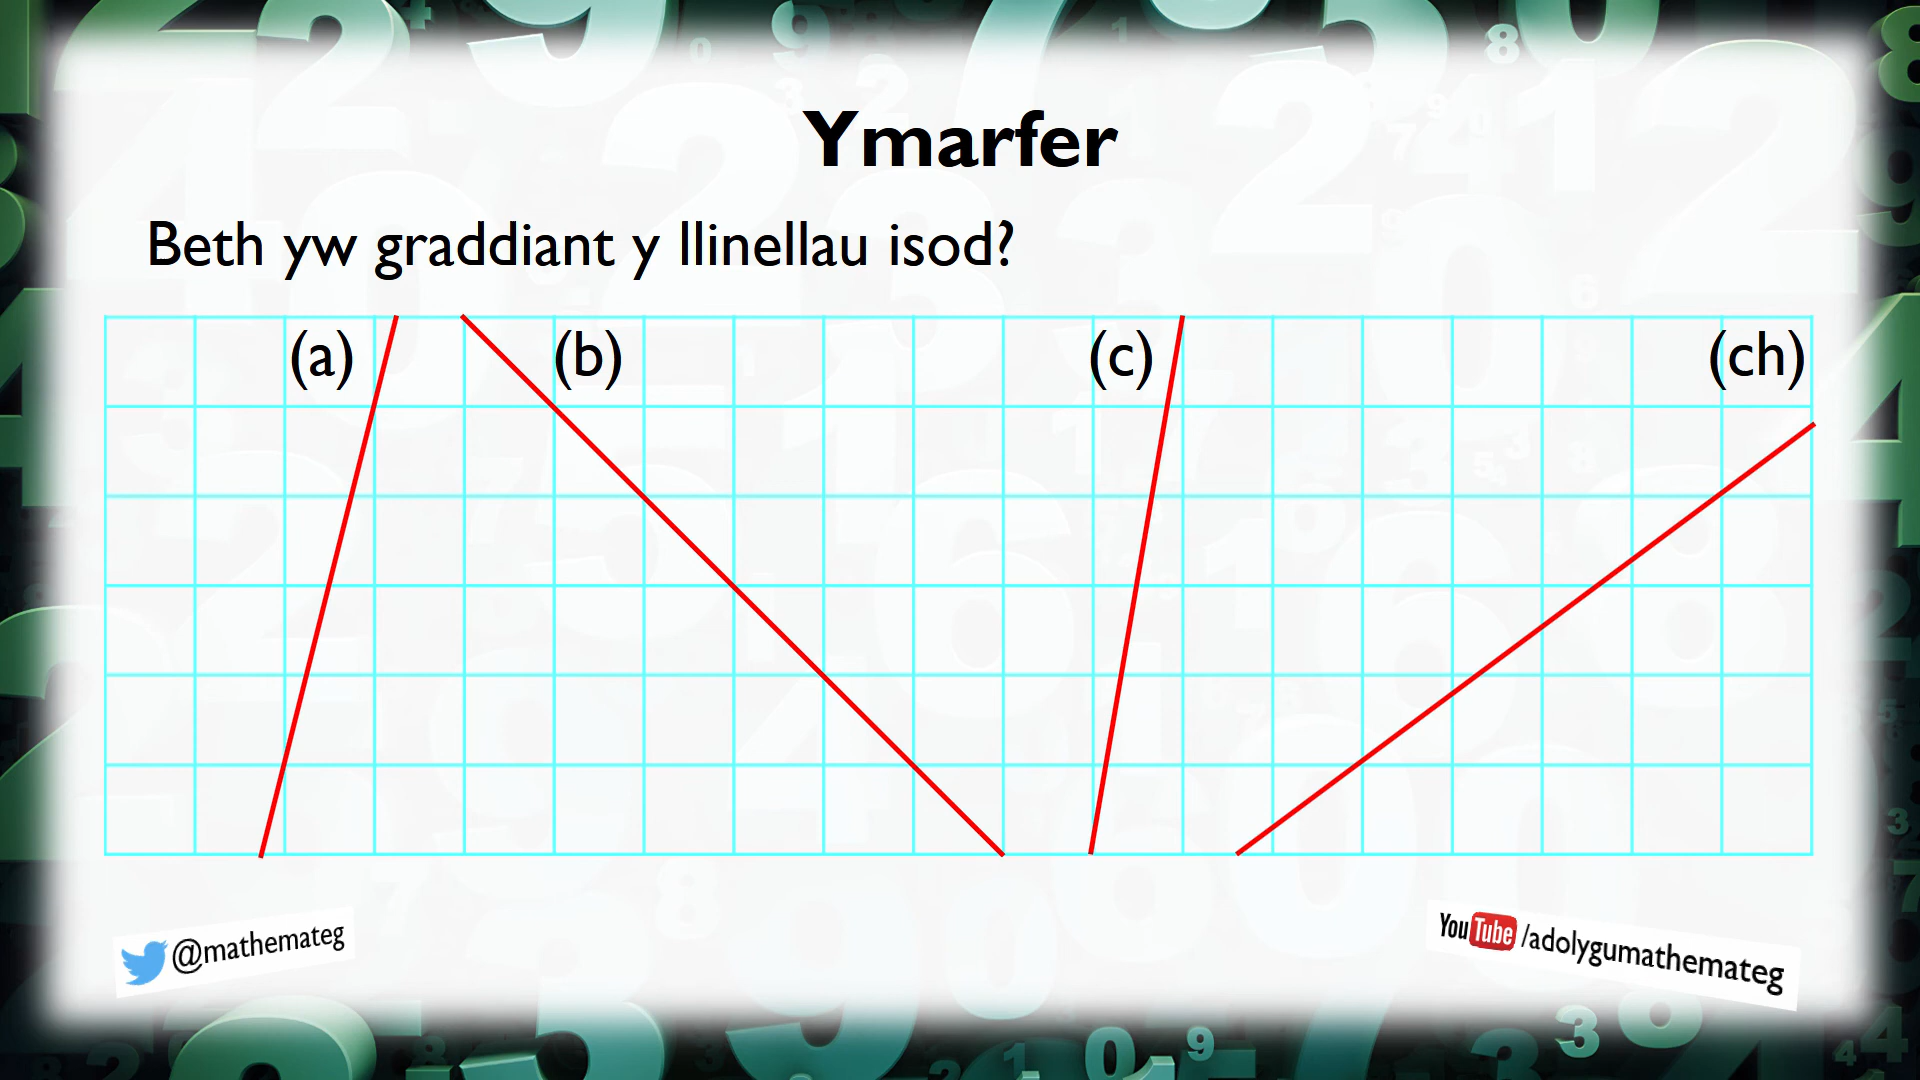 Ymarfer
Beth yw graddiant y llinellau isod?
(a) (b) (c) (ch)
@mathemateg
YouTube /adolygumathemateg